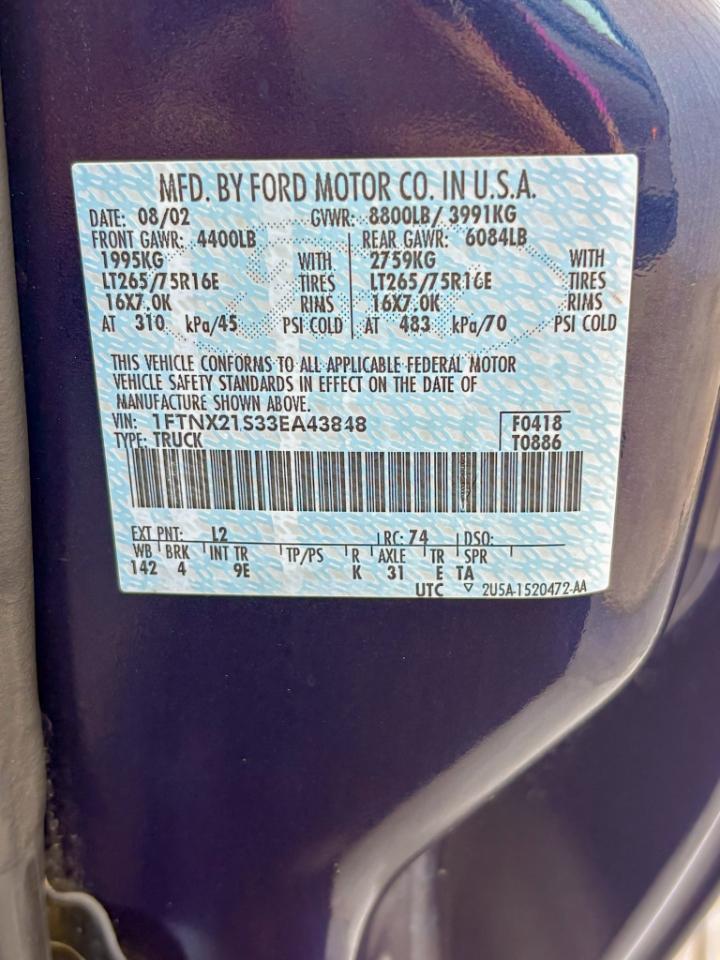 MFD. BY FORD MOTOR CO. IN U.S.A.
DATE: 08/02 GVWR: 8800LB/ 3991KG
FRONT GAWR: 4400LB REAR GAWR: 6084LB
1995KG WITH 2759KG WITH
LT265/75R16E TIRES LT265/75R16E TIRES
16X7.0K RIMS 16X7.0K RIMS
AT 310 kPa/45 PSI COLD AT 483 kPa/70 PSI COLD
THIS VEHICLE CONFORMS TO ALL APPLICABLE FEDERAL MOTOR
VEHICLE SAFETY STANDARDS IN EFFECT ON THE DATE OF
MANUFACTURE SHOWN ABOVE.
VIN: 1FTNX21S33EA43848 F0418
TYPE: TRUCK T0886
EXT PNT: L2 RC: 74 DSO:
WB BRK INT TR TP/PS R AXLE TR SPR
142 4 9E K 31 E TA
UTC ▽ 2U5A-1520472-AA